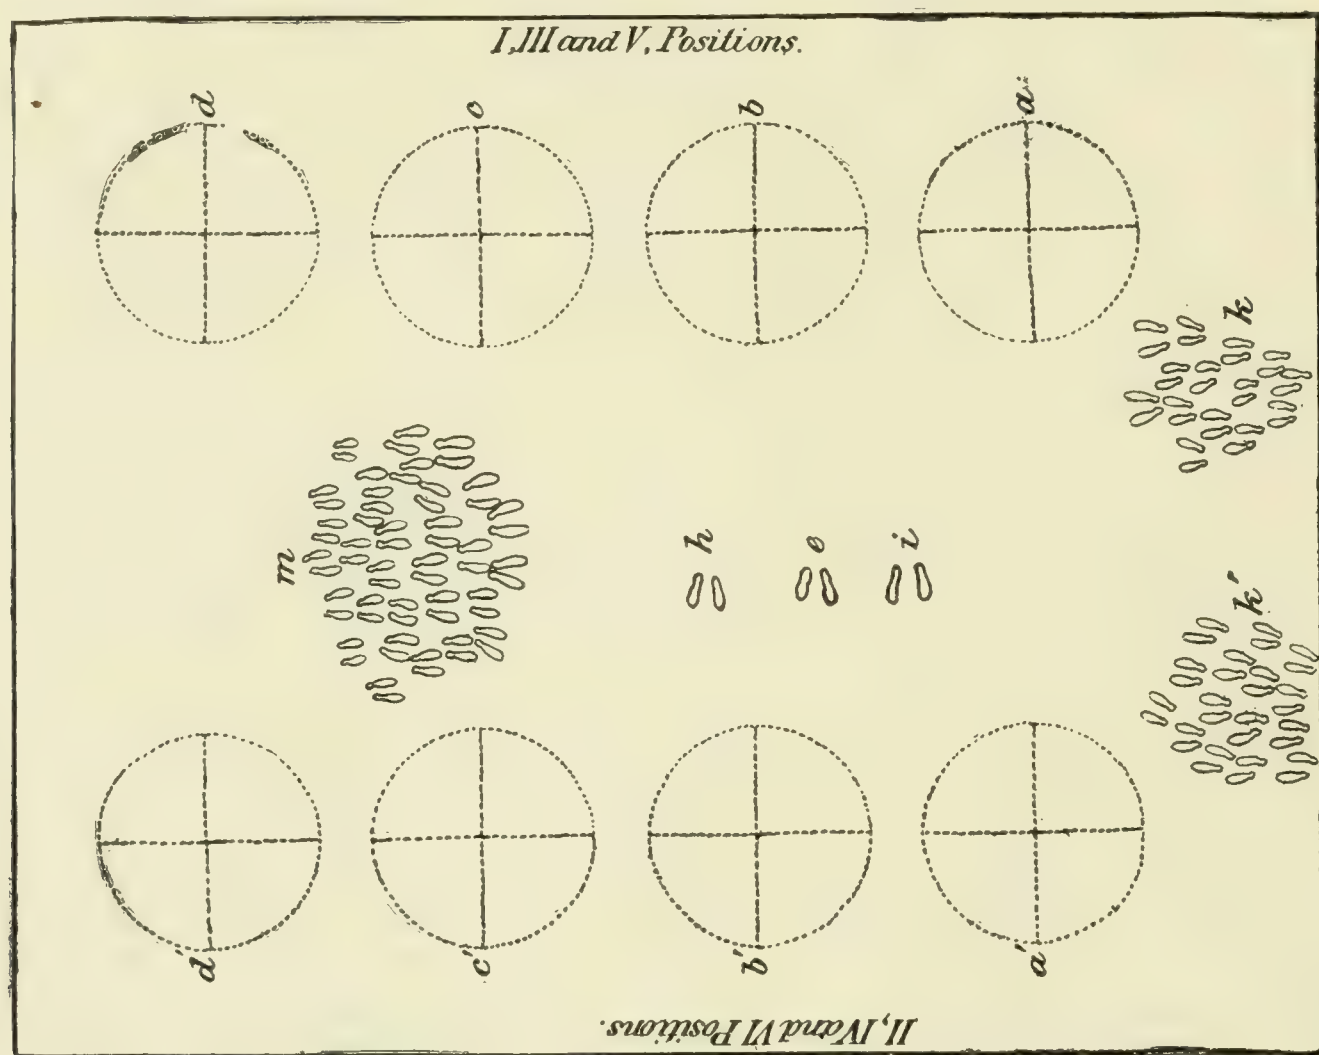 I, III and V, Positions.
d
c
b
a
k
m
h
e
i
k'
d'
c'
b'
a'
II, IV and VI Positions.